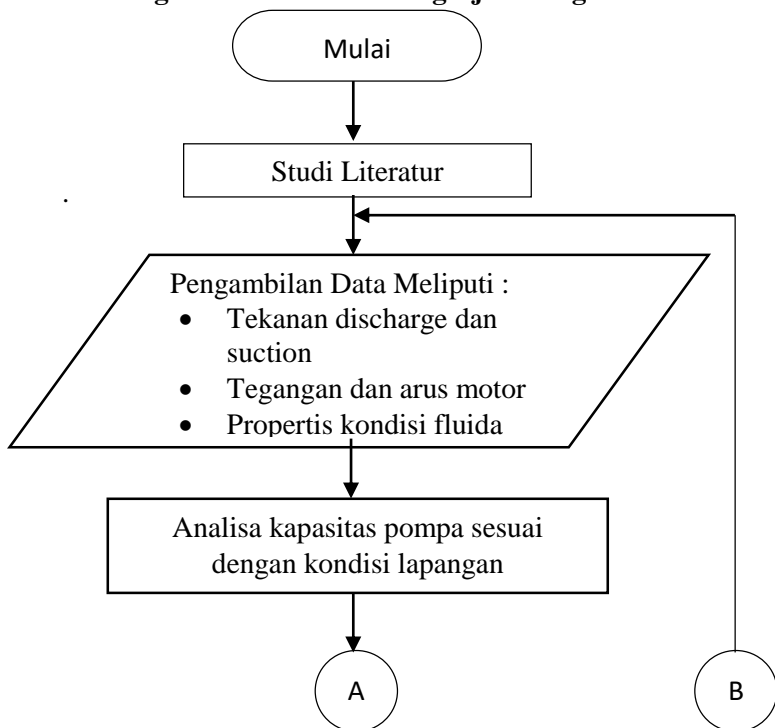 Mulai
Studi Literatur
.
Pengambilan Data Meliputi :
• Tekanan discharge dan
suction
• Tegangan dan arus motor
• Propertis kondisi fluida
Analisa kapasitas pompa sesuai
dengan kondisi lapangan
A
B